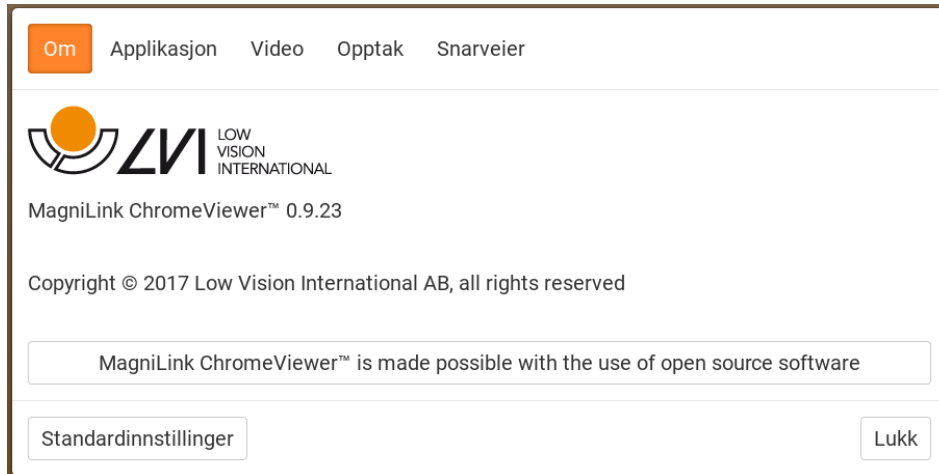 Om Applikasjon Video Opptak Snarveier
LVI LOW
VISION
INTERNATIONAL
MagniLink ChromeViewer™ 0.9.23
Copyright © 2017 Low Vision International AB, all rights reserved
MagniLink ChromeViewer™ is made possible with the use of open source software
Standardinnstillinger Lukk